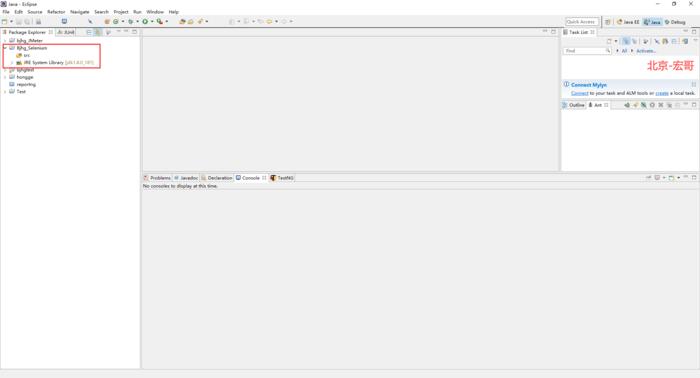 Java - Eclipse
File Edit Source Refactor Navigate Search Project Run Window Help
Quick Access
Java EE
Java
Debug
Package Explorer
JUnit
bjhg_JMeter
Bjhg_Selenium
src
JRE System Library [jdk1.8.0_181]
hongge
reporting
Test
Task List
Find
All
Activate...
北京-宏哥
Connect Mylyn
Connect to your task and ALM tools or create a local task.
Outline
Ant
Problems
Javadoc
Declaration
Console
TestNG
No consoles to display at this time.